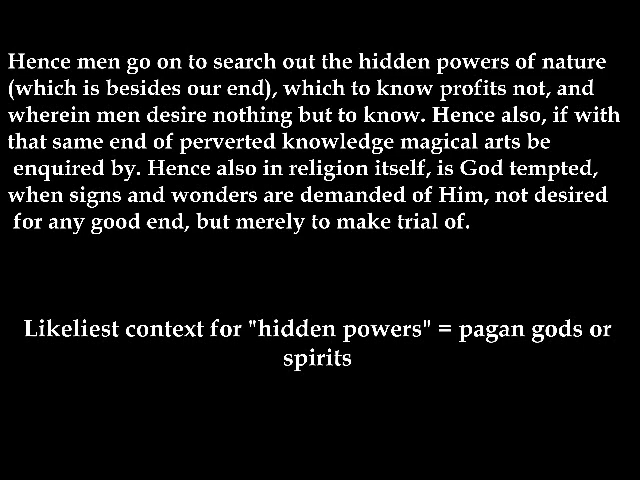 Hence men go on to search out the hidden powers of nature
(which is besides our end), which to know profits not, and
wherein men desire nothing but to know. Hence also, if with
that same end of perverted knowledge magical arts be
enquired by. Hence also in religion itself, is God tempted,
when signs and wonders are demanded of Him, not desired
for any good end, but merely to make trial of.
Likeliest context for "hidden powers" = pagan gods or
spirits